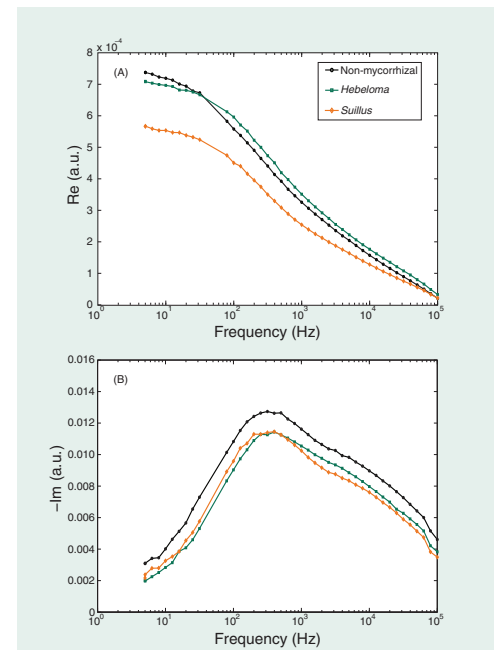 8 x 10⁻⁴
(A)
Non-mycorrhizal
Hebeloma
Suillus
7
6
5
4
3
2
1
0
Re (a.u.)
10⁰ 10¹ 10² 10³ 10⁴ 10⁵
Frequency (Hz)
0.016
(B)
0.014
0.012
0.010
0.008
0.006
0.004
0.002
0
–Im (a.u.)
10⁰ 10¹ 10² 10³ 10⁴ 10⁵
Frequency (Hz)